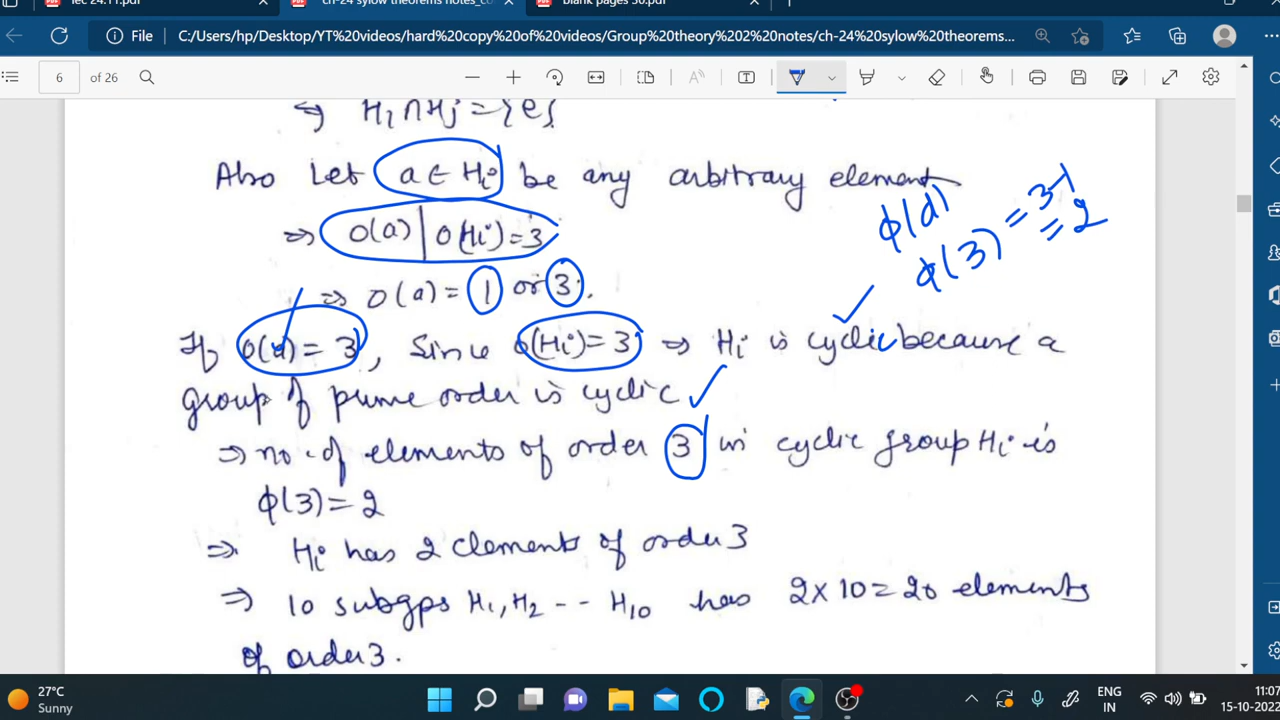 lec 24.11.pdf
ch-24 sylow theorems notes_co
blank pages 30.pdf
File
C:/Users/hp/Desktop/YT%20videos/hard%20copy%20of%20videos/Group%20theory%202%20notes/ch-24%20sylow%20theorems...
6 of 26
⇒ Hi∩Hj = {e}
Also Let a ∈ Hi be any arbitrary element
⇒ o(a) | o(Hi) = 3
⇒ o(a) = 1 or 3.
φ(d)
φ(3) = 3-1
= 2
If o(a) = 3, Since o(Hi) = 3 ⇒ Hi is cyclic because a
group of prime order is cyclic
⇒ no. of elements of order 3 in cyclic group Hi is
φ(3) = 2
⇒ Hi has 2 elements of order 3
⇒ 10 subgps H1, H2 -- H10 has 2 x 10 = 20 elements
of order 3.
27°C
Sunny
ENG
IN
11:07
15-10-2022